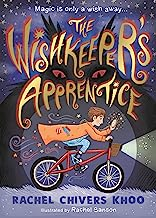 Magic is only a wish away...
THE
WISHKEEPER'S
APPRENTICE
RACHEL CHIVERS KHOO
Illustrated by Rachel Sanson